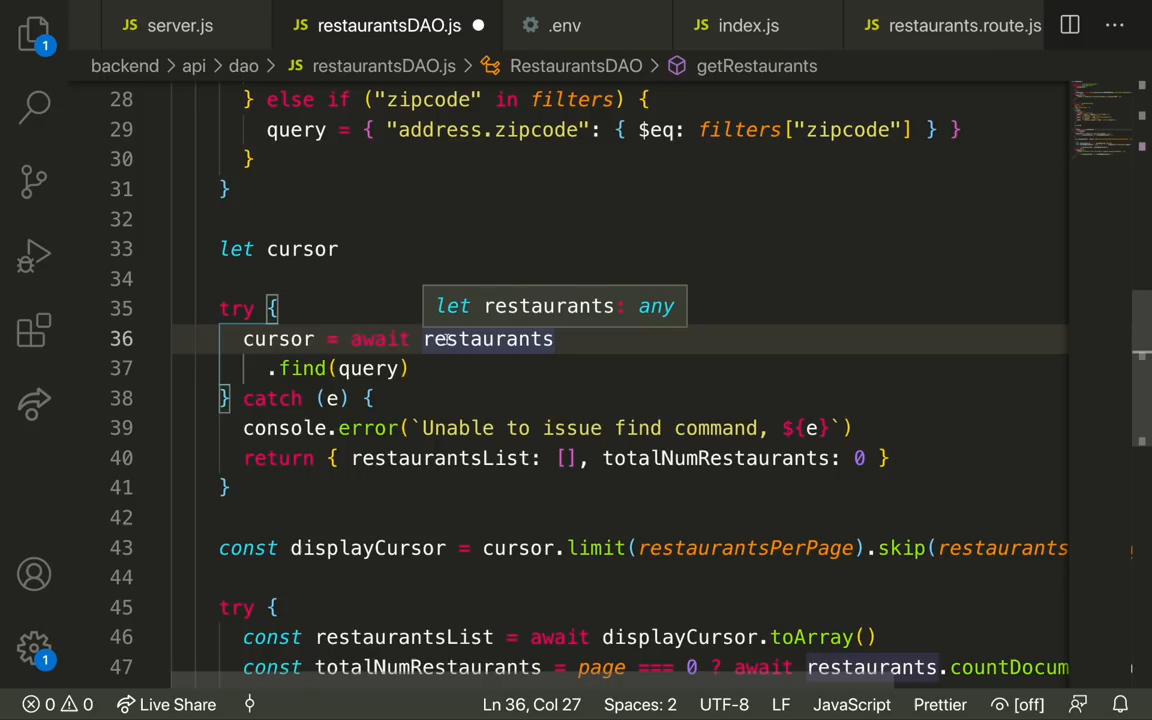 JS server.js JS restaurantsDAO.js .env JS index.js JS restaurants.route.js ...
1
backend > api > dao > JS restaurantsDAO.js > RestaurantsDAO > getRestaurants
28 } else if ("zipcode" in filters) {
29 query = { "address.zipcode": { $eq: filters["zipcode"] } }
30 }
31 }
32
33 let cursor
34
let restaurants: any
35 try {
36 cursor = await restaurants
37 .find(query)
38 } catch (e) {
39 console.error(`Unable to issue find command, ${e}`)
40 return { restaurantsList: [], totalNumRestaurants: 0 }
41 }
42
43 const displayCursor = cursor.limit(restaurantsPerPage).skip(restaurants
44
45 try {
46 const restaurantsList = await displayCursor.toArray()
47 const totalNumRestaurants = page === 0 ? await restaurants.countDocum
1
0 0 Live Share Ln 36, Col 27 Spaces: 2 UTF-8 LF JavaScript Prettier [off]